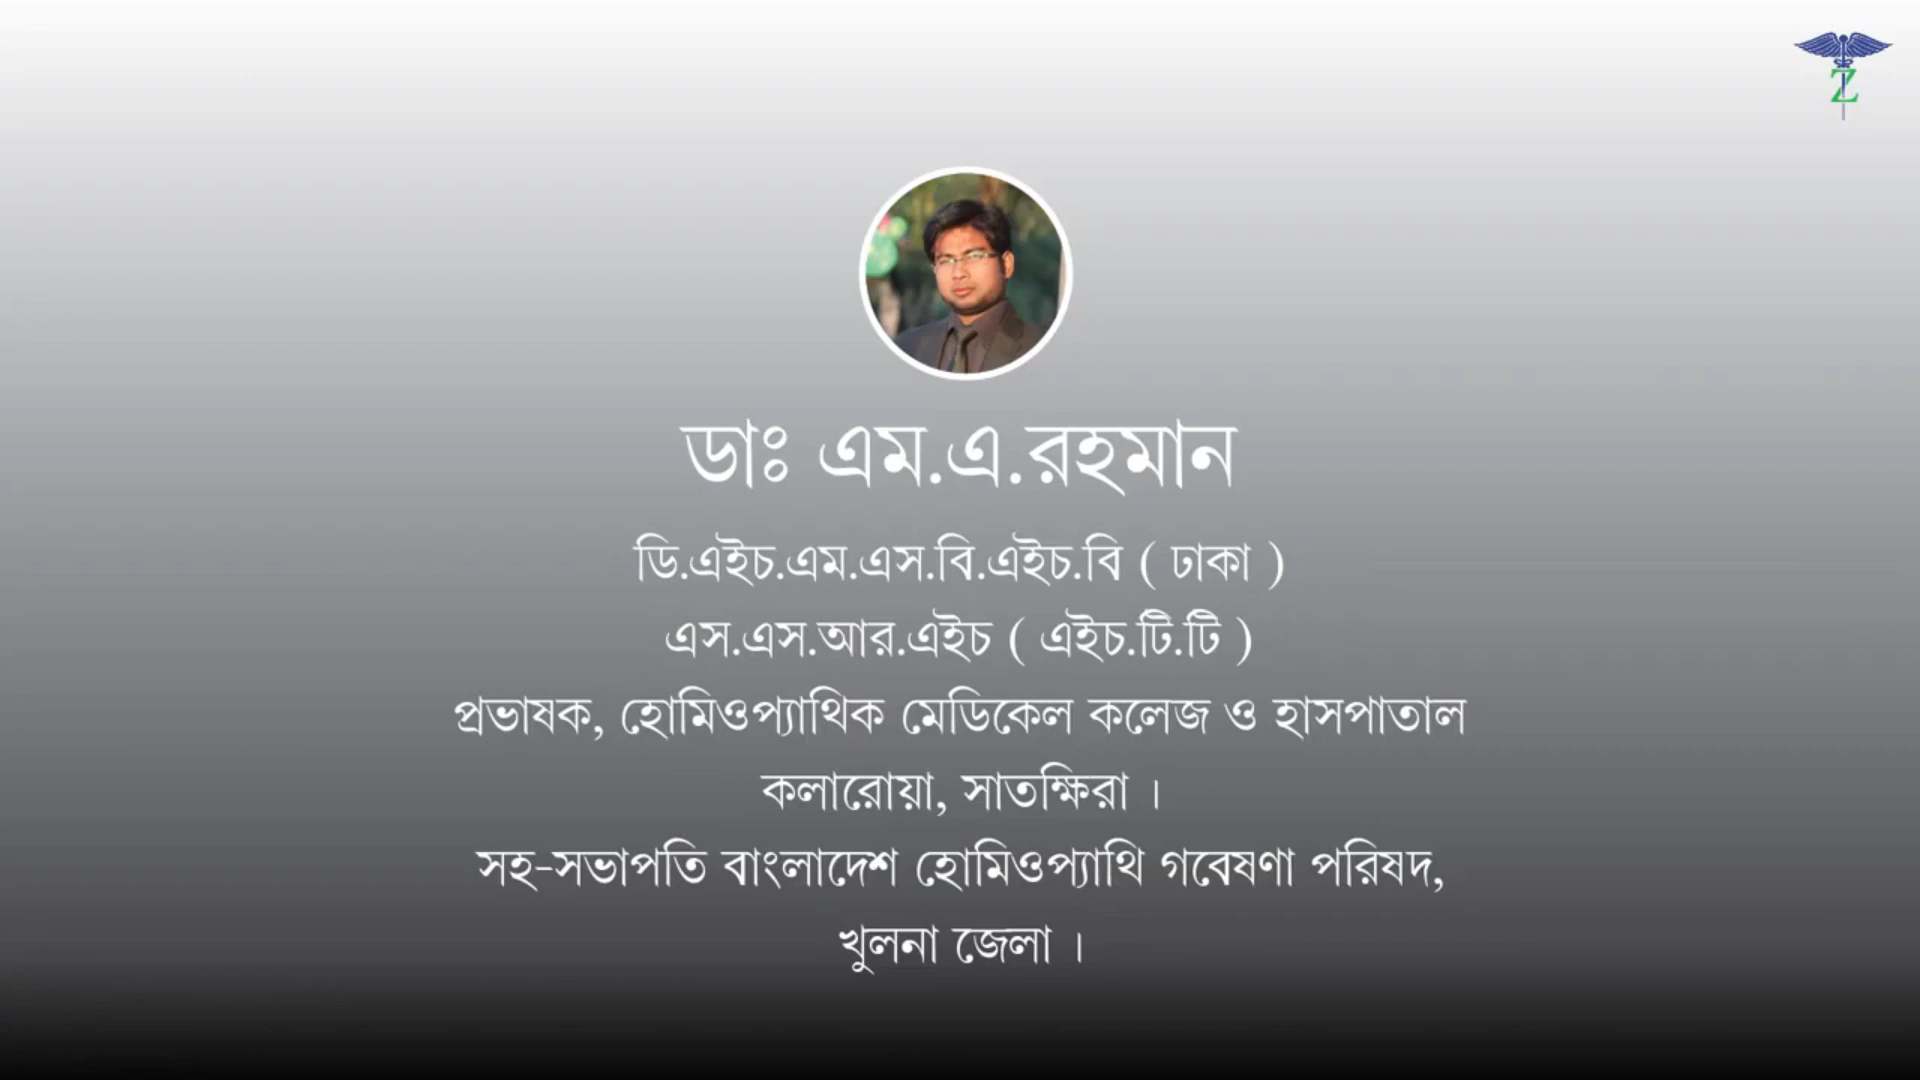 Z
ডাঃ এম.এ.রহমান
ডি.এইচ.এম.এস.বি.এইচ.বি ( ঢাকা )
এস.এস.আর.এইচ ( এইচ.টি.টি )
প্রভাষক, হোমিওপ্যাথিক মেডিকেল কলেজ ও হাসপাতাল
কলারোয়া, সাতক্ষিরা ।
সহ-সভাপতি বাংলাদেশ হোমিওপ্যাথি গবেষণা পরিষদ,
খুলনা জেলা ।